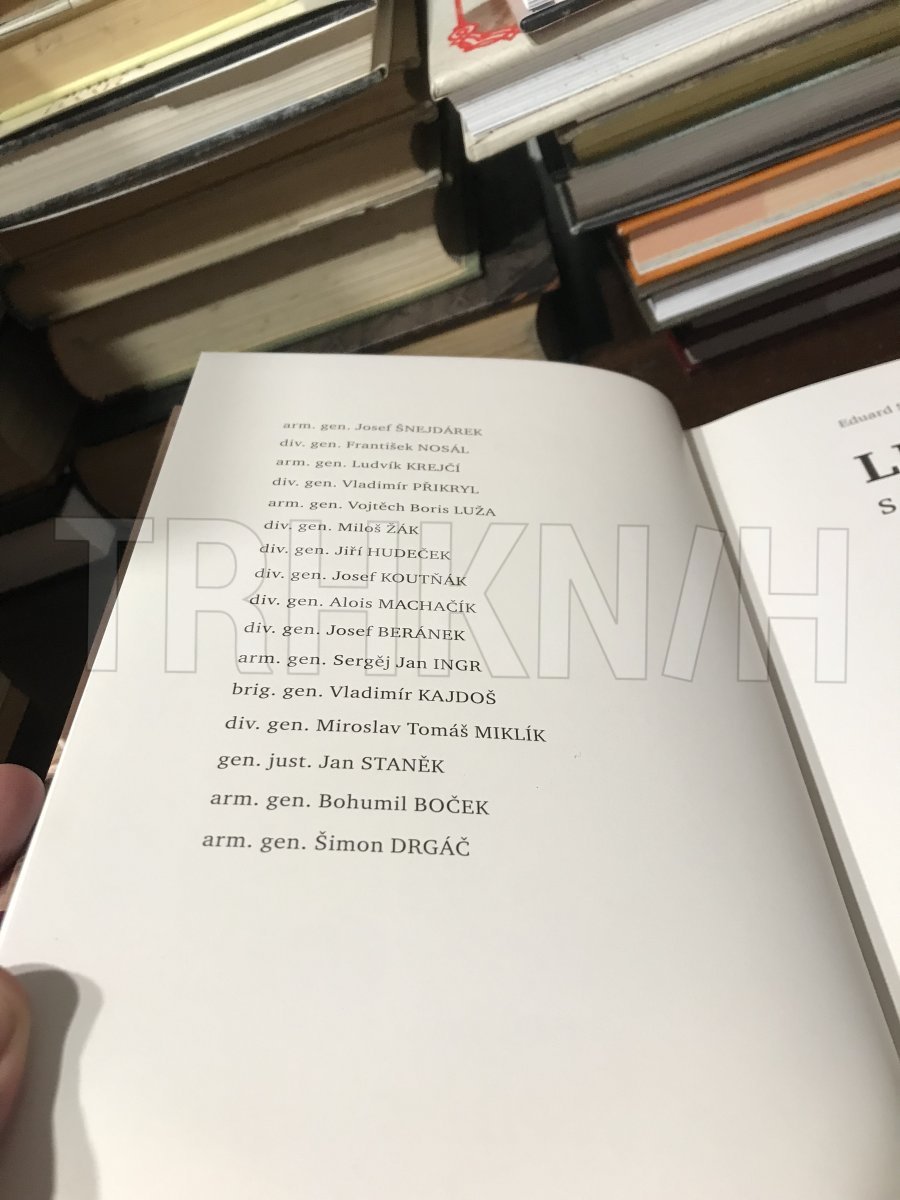 arm. gen. Josef ŠNEJDÁREK
div. gen. František NOSÁL
arm. gen. Ludvík KREJČÍ
div. gen. Vladimír PŘIKRYL
arm. gen. Vojtěch Boris LUŽA
div. gen. Miloš ŽÁK
div. gen. Jiří HUDEČEK
div. gen. Josef KOUTŇÁK
div. gen. Alois MACHAČÍK
div. gen. Josef BERÁNEK
arm. gen. Sergěj Jan INGR
brig. gen. Vladimír KAJDOŠ
div. gen. Miroslav Tomáš MIKLÍK
gen. just. Jan STANĚK
arm. gen. Bohumil BOČEK
arm. gen. Šimon DRGÁČ
Eduard
TRHKNIH